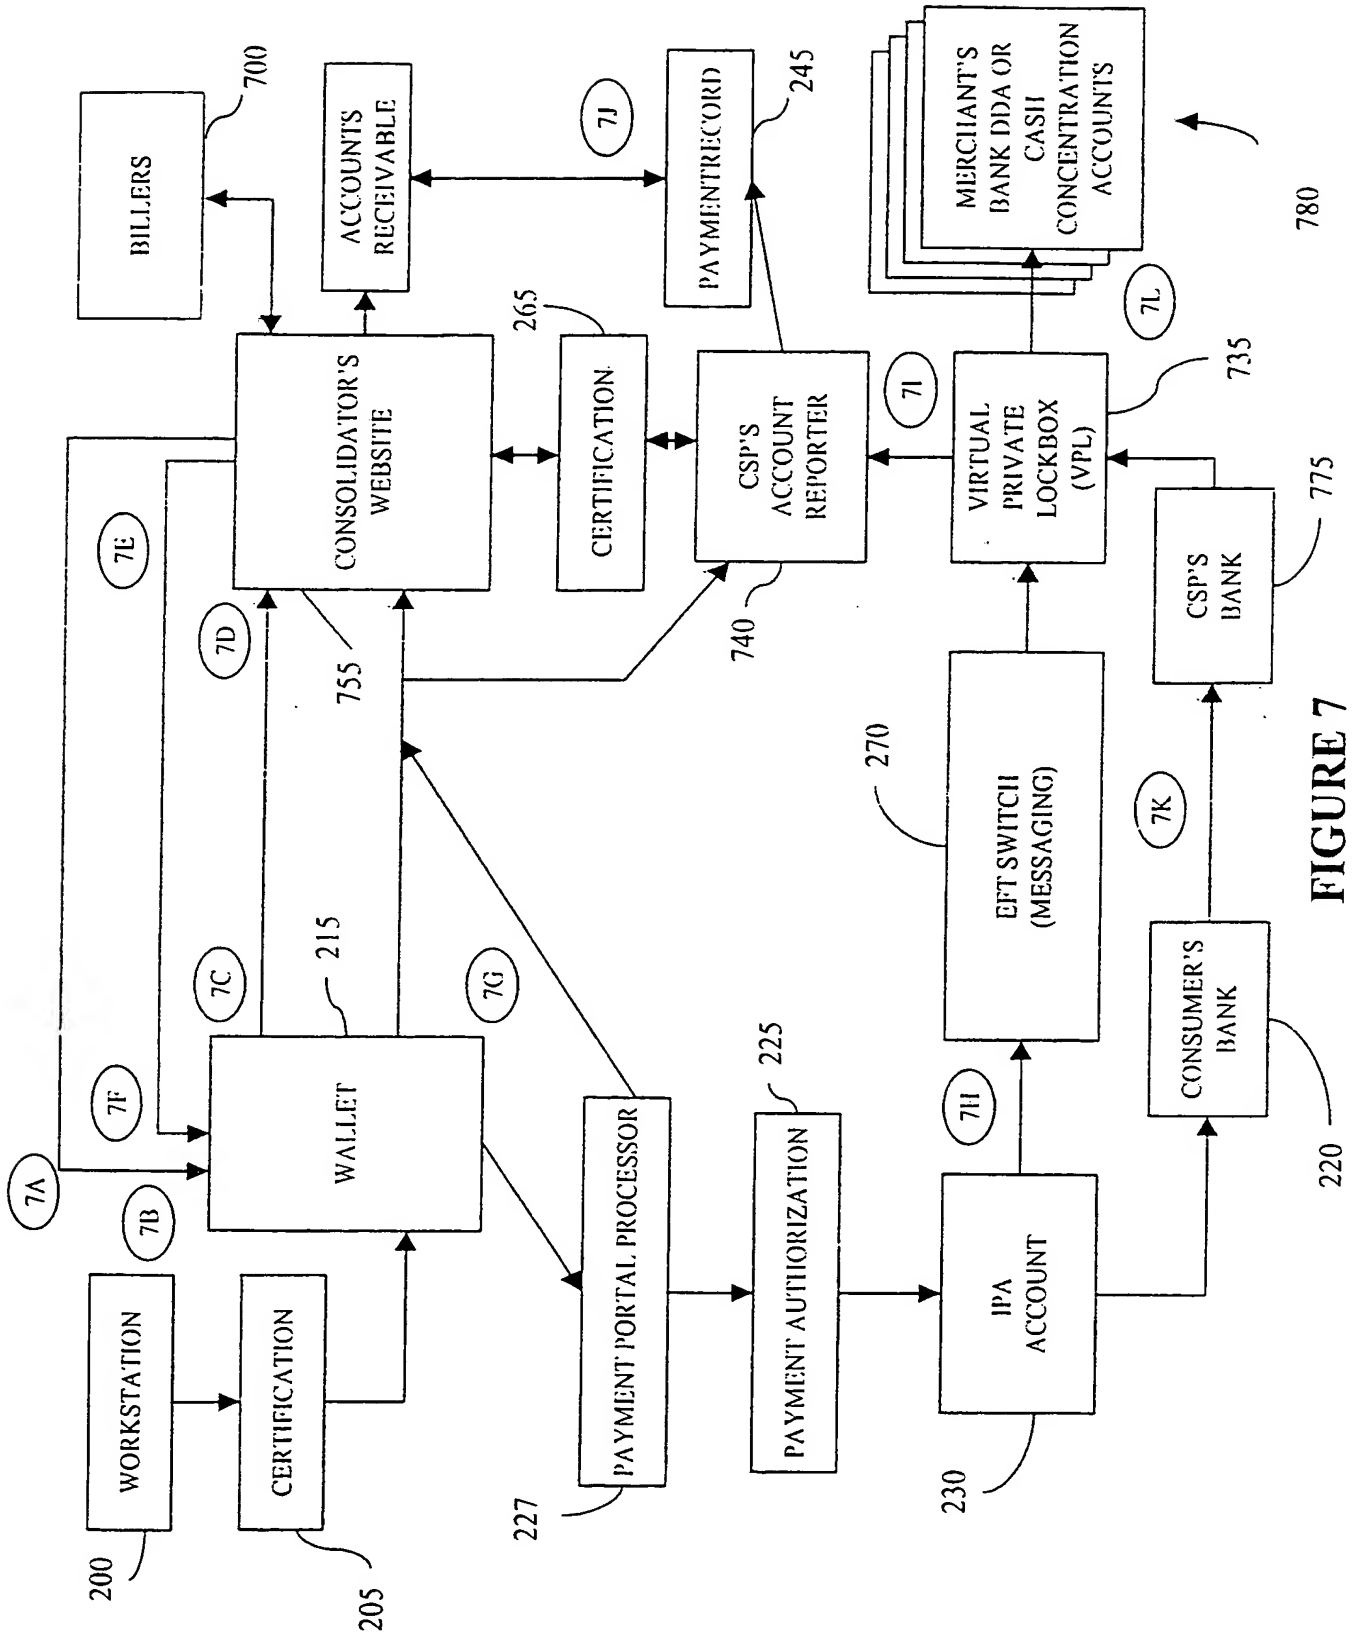 7A
7E
BILLERS
700
WORKSTATION
200
7B
7F
7C
7D
CERTIFICATION
205
WALLET
215
755
CONSOLIDATOR'S
WEBSITE
ACCOUNTS
RECEIVABLE
7G
CERTIFICATION
265
7J
PAYMENT PORTAL PROCESSOR
227
PAYMENTRECORD
245
PAYMENT AUTHORIZATION
225
740
CSP'S
ACCOUNT
REPORTER
7I
270
IPA
ACCOUNT
230
7H
EFT SWITCH
(MESSAGING)
VIRTUAL
PRIVATE
LOCKBOX
(VPL)
735
MERCHANT'S
BANK DDA OR
CASH
CONCENTRATION
ACCOUNTS
7L
780
CONSUMER'S
BANK
220
7K
CSP'S
BANK
775
FIGURE 7